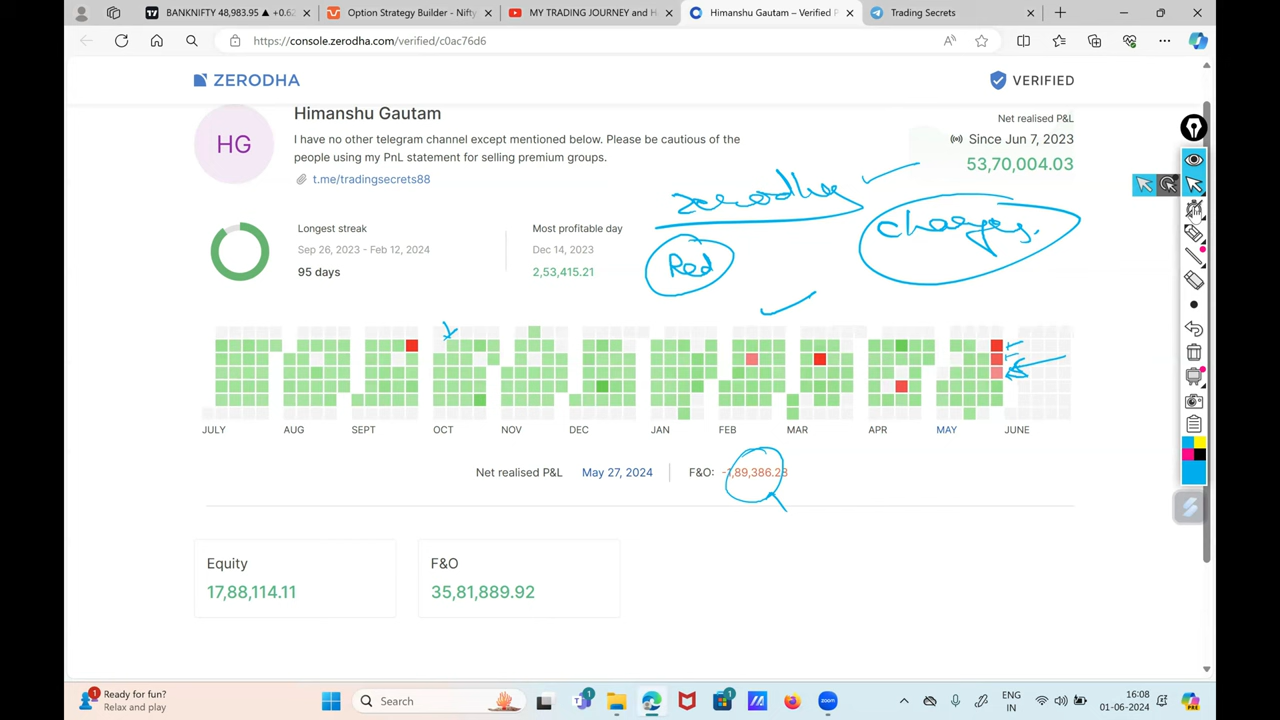 BANKNIFTY 48,983.95 ▲ +0.62
Option Strategy Builder - Nifty
MY TRADING JOURNEY and H
Himanshu Gautam – Verified P
Trading Secrets
https://console.zerodha.com/verified/c0ac76d6
ZERODHA
VERIFIED
HG
Himanshu Gautam
I have no other telegram channel except mentioned below. Please be cautious of the
people using my PnL statement for selling premium groups.
t.me/tradingsecrets88
Net realised P&L
Since Jun 7, 2023
53,70,004.03
zerodha
charges.
Red
Longest streak
Sep 26, 2023 - Feb 12, 2024
95 days
Most profitable day
Dec 14, 2023
2,53,415.21
JULY AUG SEPT OCT NOV DEC JAN FEB MAR APR MAY JUNE
Net realised P&L May 27, 2024 F&O: -1,89,386.28
Equity
17,88,114.11
F&O
35,81,889.92
1
Ready for fun?
Relax and play
Search
1
1
zoom
ENG
IN
16:08
01-06-2024